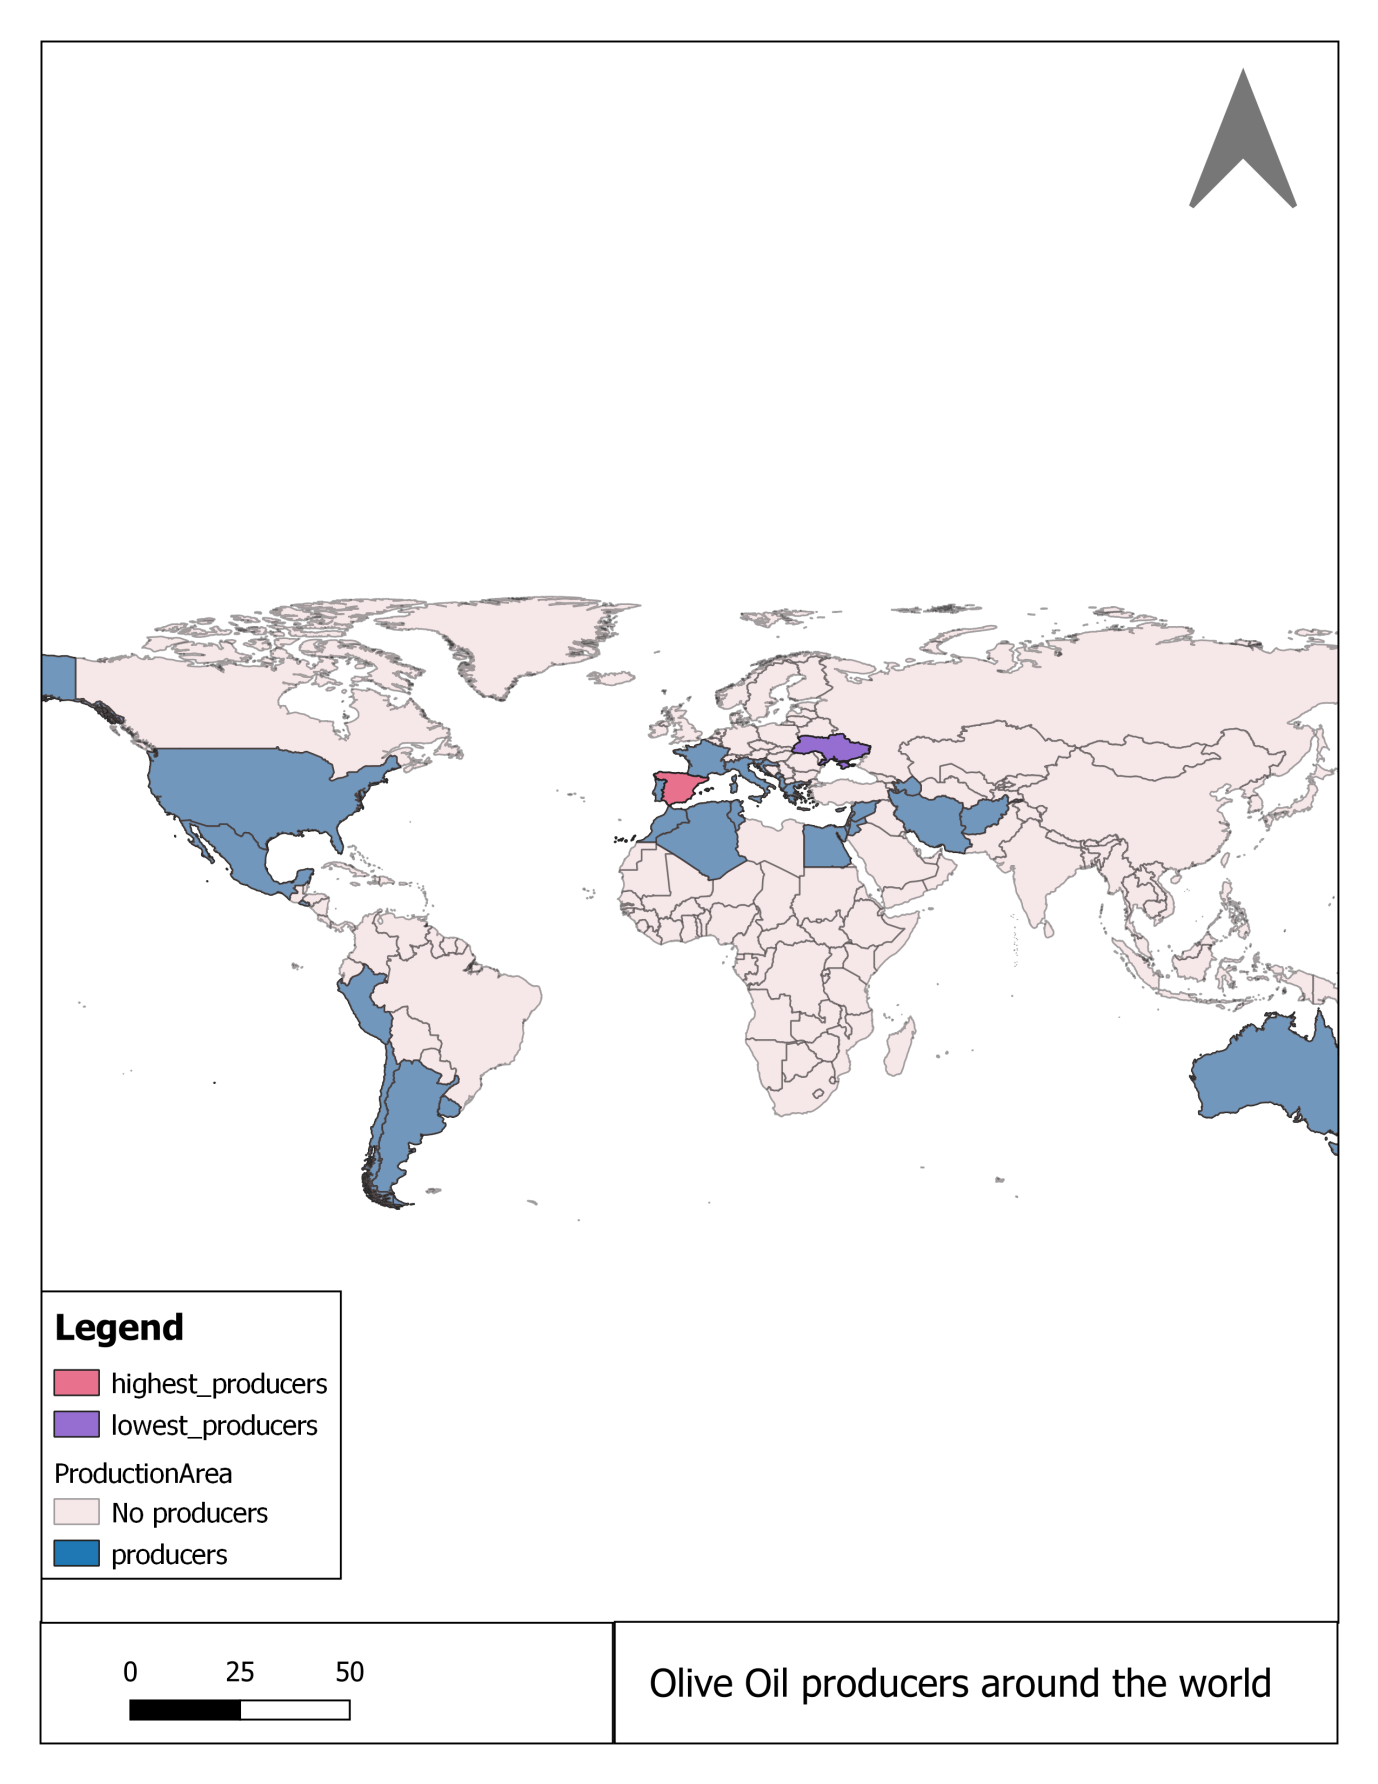 Legend
highest_producers
lowest_producers
ProductionArea
No producers
producers
0 25 50
Olive Oil producers around the world